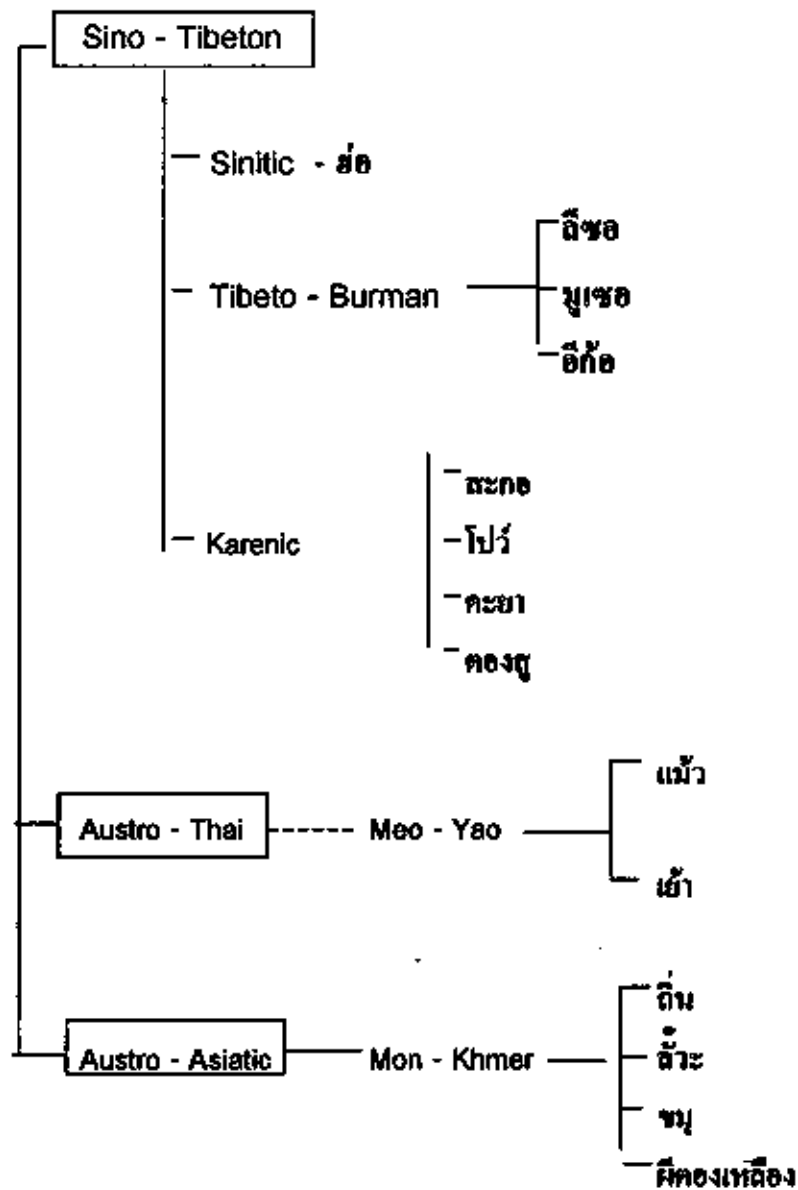 Sino - Tibeton
Sinitic - ฮ่อ
Tibeto - Burman
ลีซอ
มูเซอ
อีก้อ
Karenic
สะกอ
โปว์
คะยา
ตองสู
Austro - Thai
Meo - Yao
แม้ว
เย้า
Austro - Asiatic
Mon - Khmer
ถิ่น
ลัวะ
ขมุ
ผีตองเหลือง